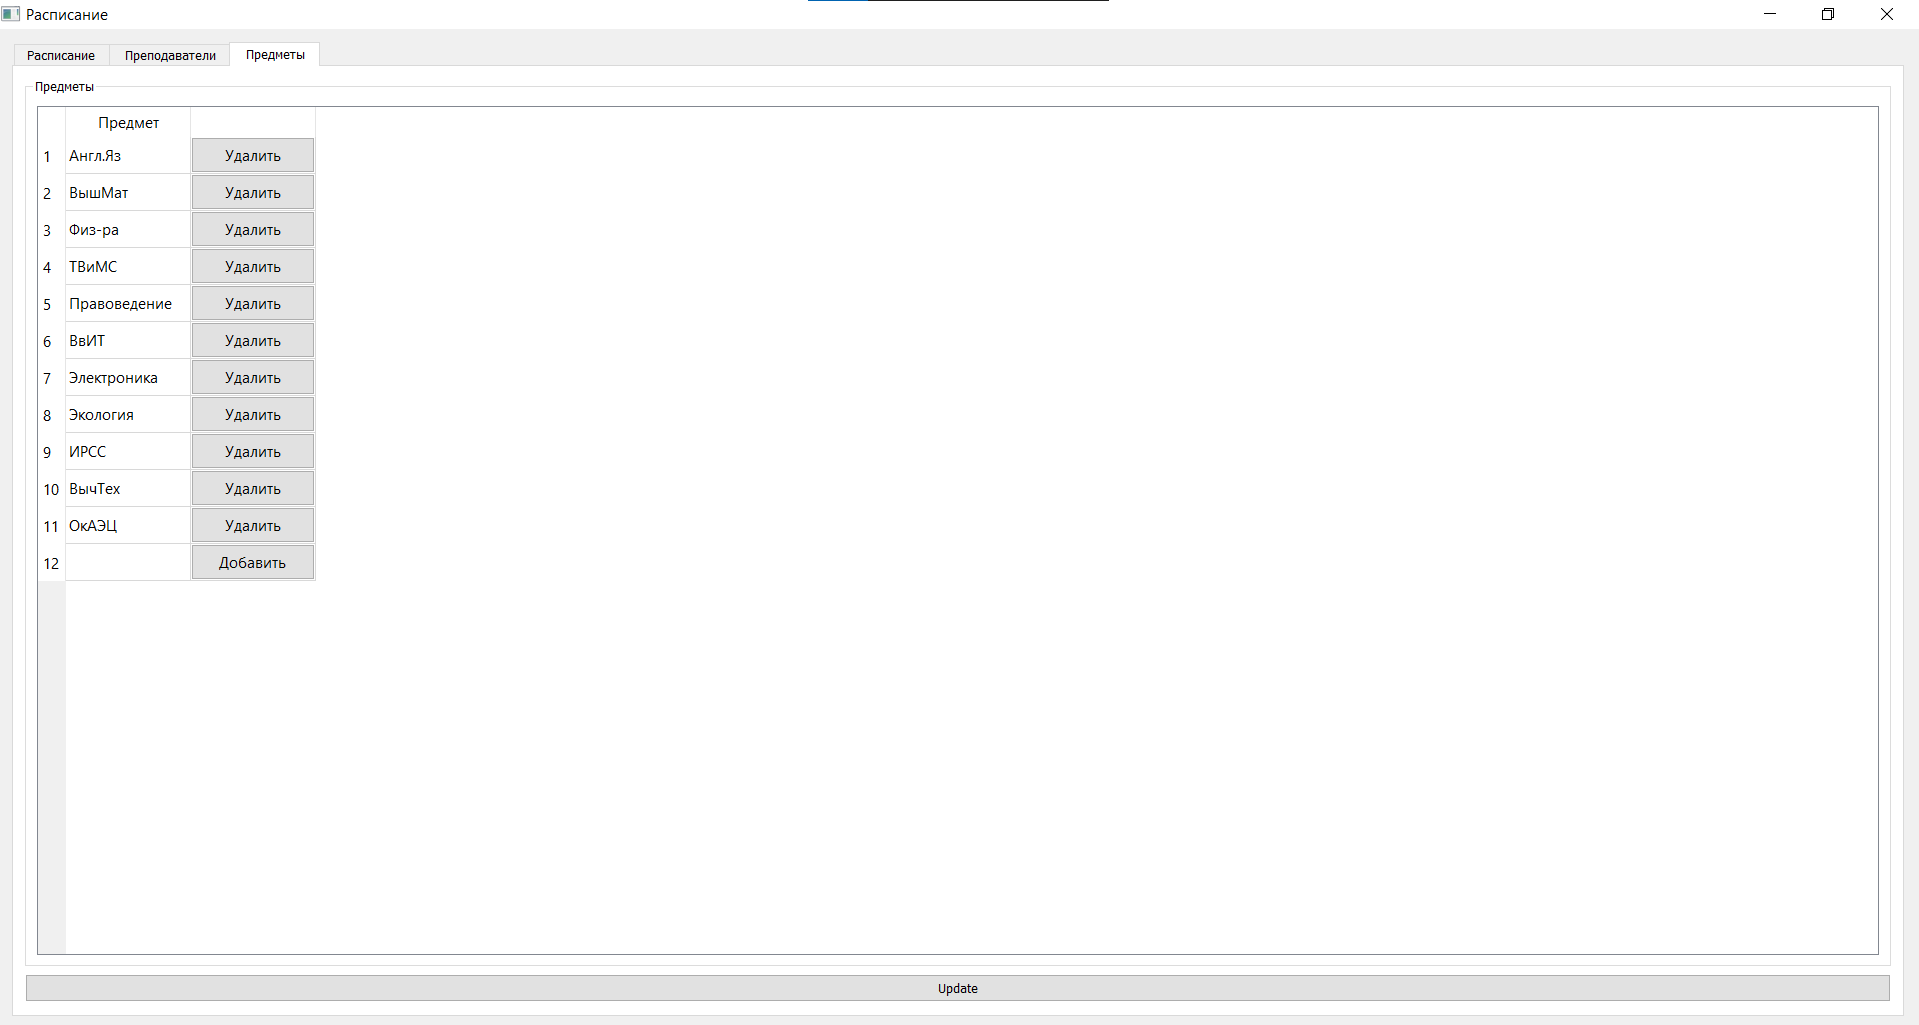 Расписание
Расписание Преподаватели Предметы
Предметы
Предмет
1 Англ.Яз Удалить
2 ВышМат Удалить
3 Физ-ра Удалить
4 ТВиМС Удалить
5 Правоведение Удалить
6 ВвИТ Удалить
7 Электроника Удалить
8 Экология Удалить
9 ИРСС Удалить
10 ВычТех Удалить
11 ОкАЭЦ Удалить
12 Добавить
Update